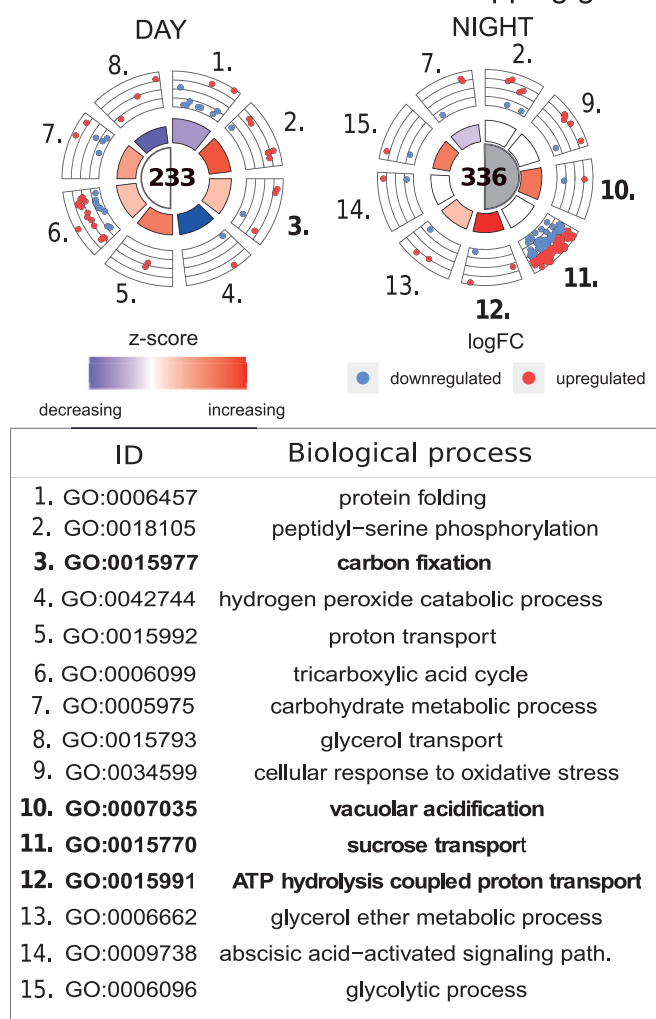 DAY
NIGHT
8.
1.
7.
2.
2.
9.
7.
15.
233
336
10.
3.
14.
6.
11.
13.
5.
4.
12.
z-score
logFC
downregulated
upregulated
decreasing
increasing
ID Biological process
1. GO:0006457 protein folding
2. GO:0018105 peptidyl−serine phosphorylation
3. GO:0015977 carbon fixation
4. GO:0042744 hydrogen peroxide catabolic process
5. GO:0015992 proton transport
6. GO:0006099 tricarboxylic acid cycle
7. GO:0005975 carbohydrate metabolic process
8. GO:0015793 glycerol transport
9. GO:0034599 cellular response to oxidative stress
10. GO:0007035 vacuolar acidification
11. GO:0015770 sucrose transport
12. GO:0015991 ATP hydrolysis coupled proton transport
13. GO:0006662 glycerol ether metabolic process
14. GO:0009738 abscisic acid−activated signaling path.
15. GO:0006096 glycolytic process